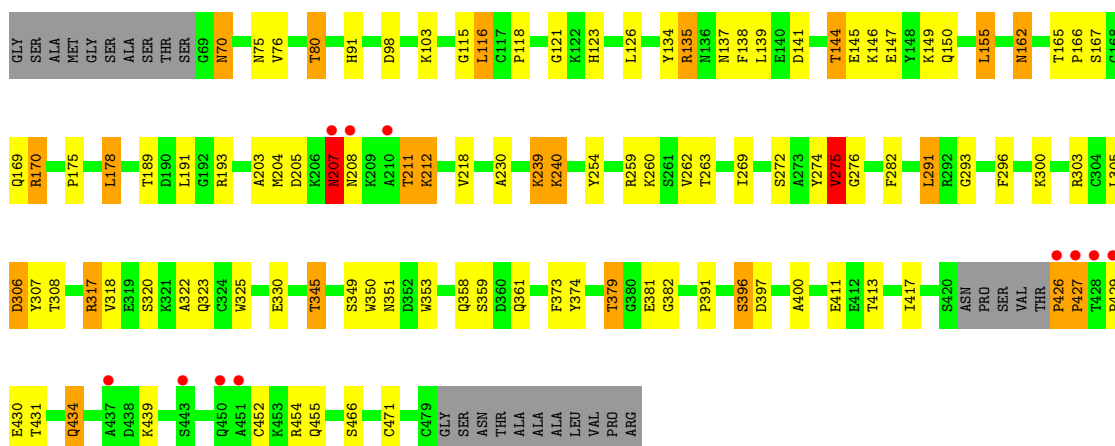 GLY SER ALA MET GLY SER ALA SER THR SER G69 N70 N75 V76 T80 H91 D98 K103 G115 L116 C117 P118 G121 K122 H123 L126 Y134 R135 N136 N137 F138 L139 E140 D141 T144 E145 K146 E147 Y148 K149 Q150 L155 N162 T165 P166 S167 G168
Q169 R170 P175 L178 T189 D190 L191 G192 R193 A203 M204 D205 K206 N207 N208 K209 A210 T211 K212 V218 A230 K239 K240 Y254 R259 K260 S261 V262 T263 I269 S272 A273 Y274 V275 G276 F282 L291 R292 G293 F296 K300 R303 C304 L305
D306 Y307 T308 R317 V318 E319 S320 K321 A322 Q323 C324 W325 E330 T345 S349 W350 N351 D352 W353 Q358 S359 D360 Q361 F373 Y374 T379 G380 E381 G382 P391 S396 D397 A400 E411 E412 T413 I417 S420 ASN PRO SER VAL THR P426 P427 T428
E430 T431 Q434 A437 D438 K439 S443 Q450 A451 C452 K453 R454 Q455 S466 C471 C479 GLY SER ASN THR ALA ALA ALA LEU VAL PRO ARG